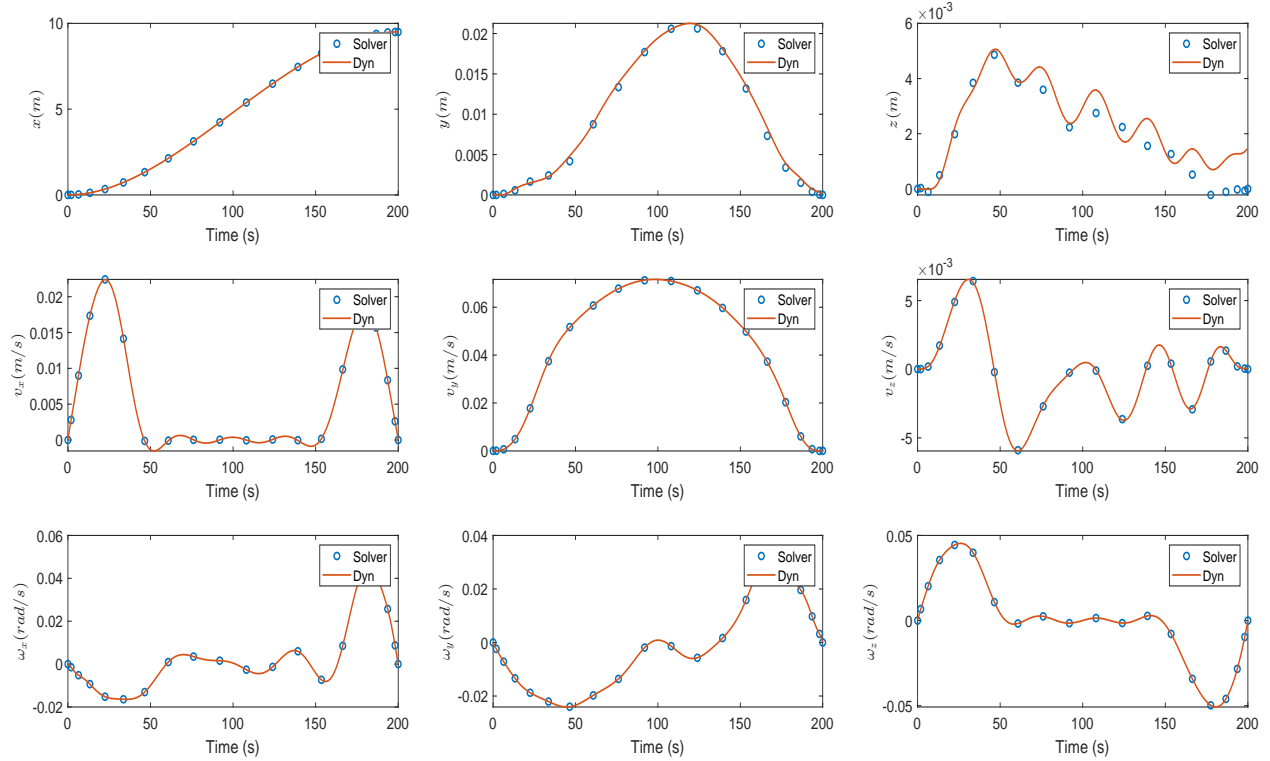 10
5
0
x(m)
0 50 100 150 200
Time (s)
Solver
Dyn
0.02
0.015
0.01
0.005
0
y(m)
0 50 100 150 200
Time (s)
Solver
Dyn
×10⁻³
6
4
2
0
z(m)
0 50 100 150 200
Time (s)
Solver
Dyn
0.02
0.015
0.01
0.005
0
v_x(m/s)
0 50 100 150 200
Time (s)
Solver
Dyn
0.06
0.04
0.02
0
v_y(m/s)
0 50 100 150 200
Time (s)
Solver
Dyn
×10⁻³
5
0
-5
v_z(m/s)
0 50 100 150 200
Time (s)
Solver
Dyn
0.06
0.04
0.02
0
-0.02
ω_x(rad/s)
0 50 100 150 200
Time (s)
Solver
Dyn
0.04
0.02
0
-0.02
ω_y(rad/s)
0 50 100 150 200
Time (s)
Solver
Dyn
0.05
0
-0.05
ω_z(rad/s)
0 50 100 150 200
Time (s)
Solver
Dyn